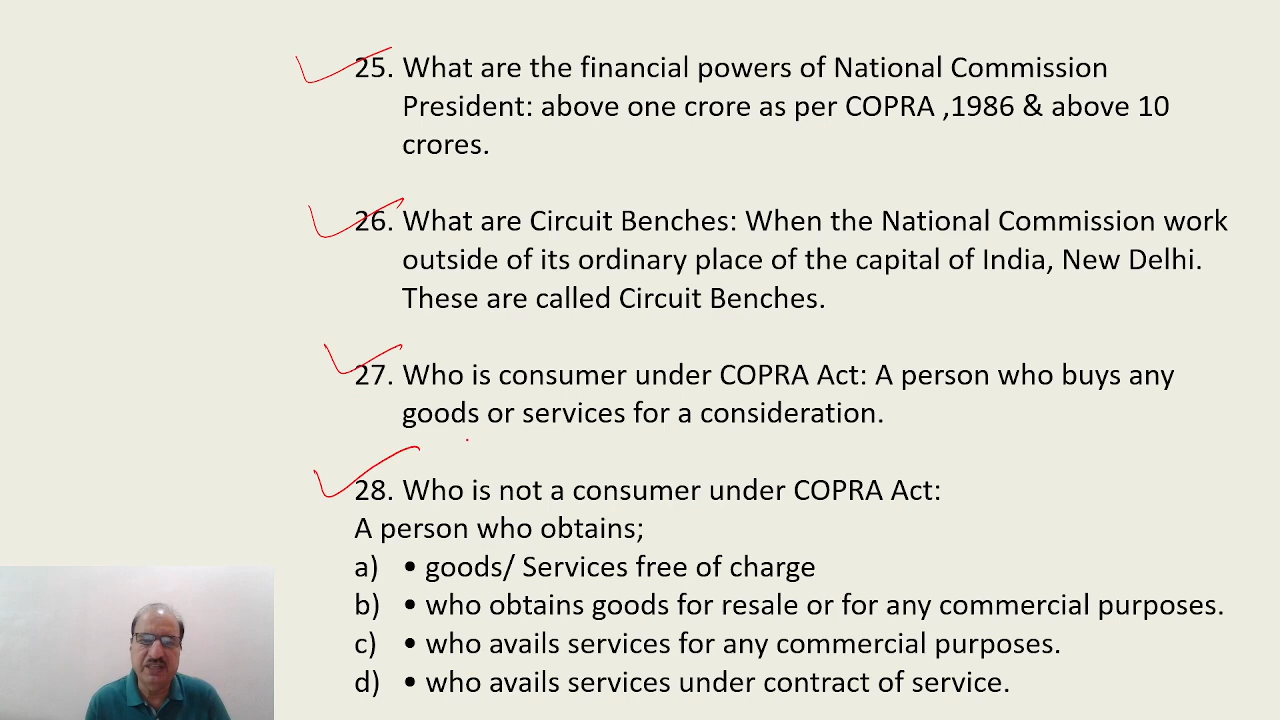 25. What are the financial powers of National Commission
President: above one crore as per COPRA ,1986 & above 10
crores.
26. What are Circuit Benches: When the National Commission work
outside of its ordinary place of the capital of India, New Delhi.
These are called Circuit Benches.
27. Who is consumer under COPRA Act: A person who buys any
goods or services for a consideration.
28. Who is not a consumer under COPRA Act:
A person who obtains;
a) • goods/ Services free of charge
b) • who obtains goods for resale or for any commercial purposes.
c) • who avails services for any commercial purposes.
d) • who avails services under contract of service.